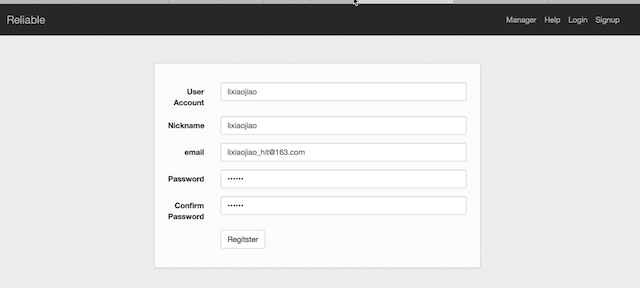 Reliable
Manager Help Login Signup
User
Account
lixiaojiao
Nickname
lixiaojiao
email
lixiaojiao_hit@163.com
Password
••••••
Confirm
Password
••••••
Regitster